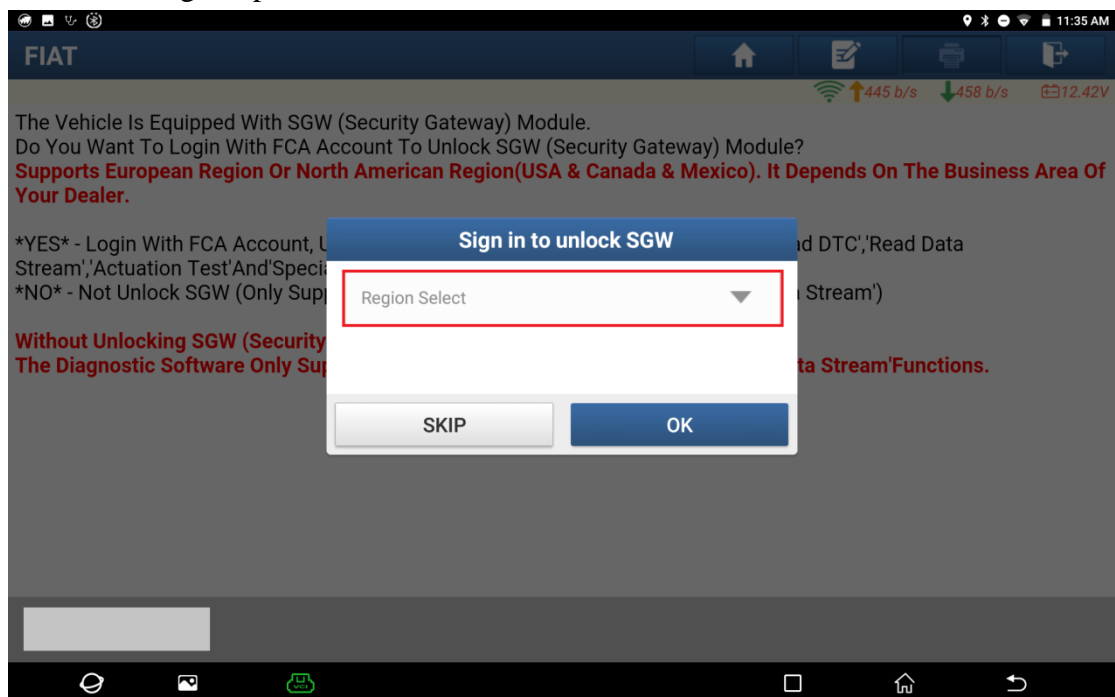 11:35 AM
FIAT
445 b/s 458 b/s 12.42V
The Vehicle Is Equipped With SGW (Security Gateway) Module.
Do You Want To Login With FCA Account To Unlock SGW (Security Gateway) Module?
Supports European Region Or North American Region(USA & Canada & Mexico). It Depends On The Business Area Of
Your Dealer.
Sign in to unlock SGW
*YES* - Login With FCA Account, DTC','Read Data
Stream','Actuation Test'And'
Region Select
*NO* - Not Unlock SGW (Only Stream')
Without Unlocking SGW (Security
The Diagnostic Software Only Stream'Functions.
SKIP OK
VCI